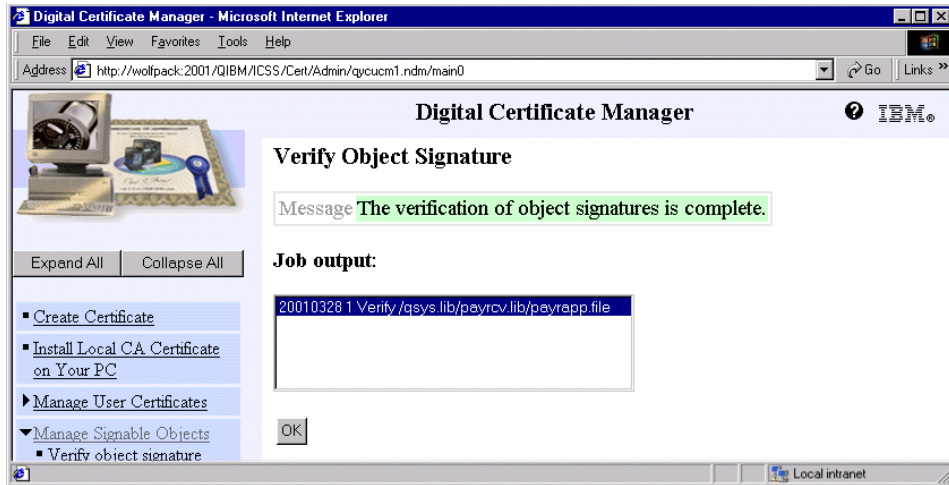 Digital Certificate Manager - Microsoft Internet Explorer
File Edit View Favorites Tools Help
Address http://wolfpack:2001/QIBM/ICSS/Cert/Admin/qycucm1.ndm/main0 Go Links »
Digital Certificate Manager
IBM®
Verify Object Signature
Message The verification of object signatures is complete.
Expand All Collapse All
Job output:
20010328 1 Verify /qsys.lib/payrcv.lib/payrapp.file
Create Certificate
Install Local CA Certificate
on Your PC
Manage User Certificates
Manage Signable Objects
Verify object signature
OK
Local intranet